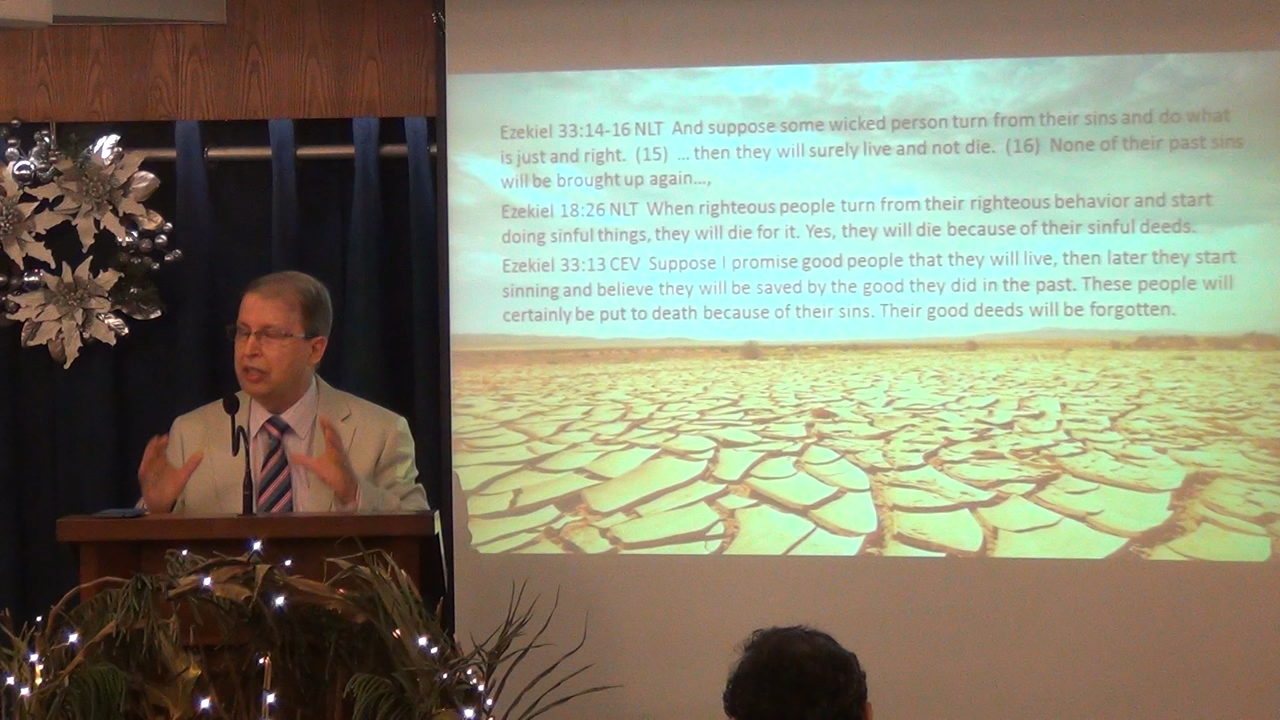 Ezekiel 33:14-16 NLT And suppose some wicked person turn from their sins and do what
is just and right. (15) ... then they will surely live and not die. (16) None of their past sins
will be brought up again...,
Ezekiel 18:26 NLT When righteous people turn from their righteous behavior and start
doing sinful things, they will die for it. Yes, they will die because of their sinful deeds.
Ezekiel 33:13 CEV Suppose I promise good people that they will live, then later they start
sinning and believe they will be saved by the good they did in the past. These people will
certainly be put to death because of their sins. Their good deeds will be forgotten.